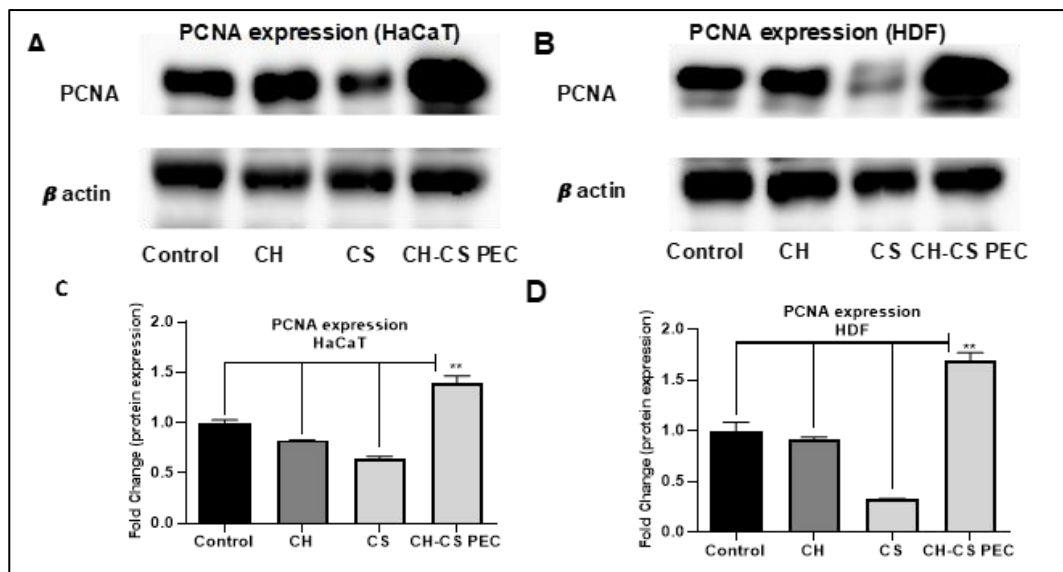 A
PCNA expression (HaCaT)
PCNA
β actin
Control CH CS CH-CS PEC
B
PCNA expression (HDF)
PCNA
β actin
Control CH CS CH-CS PEC
C
PCNA expression
HaCaT
**
Fold Change (protein expression)
2.0
1.5
1.0
0.5
0.0
Control CH CS CH-CS PEC
D
PCNA expression
HDF
**
Fold Change (protein expression)
2.0
1.5
1.0
0.5
0.0
Control CH CS CH-CS PEC